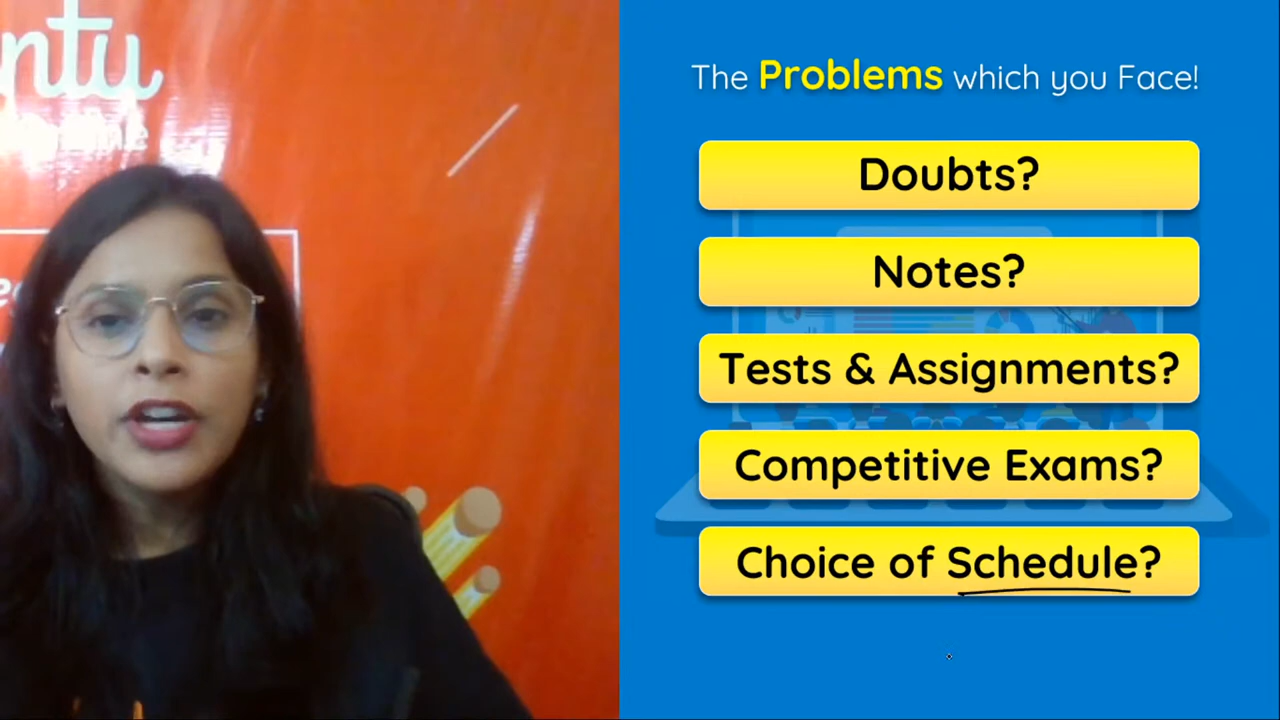 The Problems which you Face!
Doubts?
Notes?
Tests & Assignments?
Competitive Exams?
Choice of Schedule?